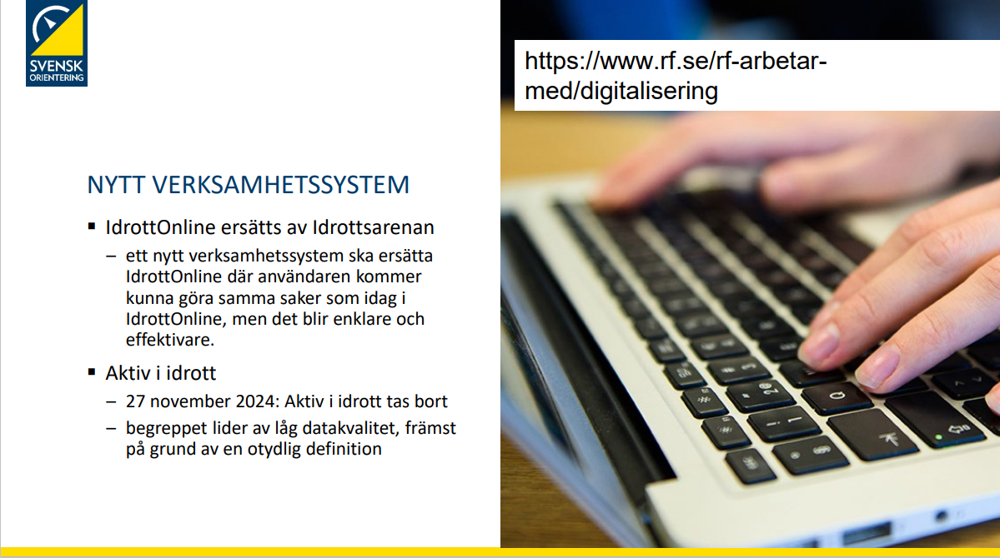 SVENSK
ORIENTERING
https://www.rf.se/rf-arbetar-
med/digitalisering
NYTT VERKSAMHETSSYSTEM
▪ IdrottOnline ersätts av Idrottsarenan
– ett nytt verksamhetssystem ska ersätta
IdrottOnline där användaren kommer
kunna göra samma saker som idag i
IdrottOnline, men det blir enklare och
effektivare.
▪ Aktiv i idrott
– 27 november 2024: Aktiv i idrott tas bort
– begreppet lider av låg datakvalitet, främst
på grund av en otydlig definition